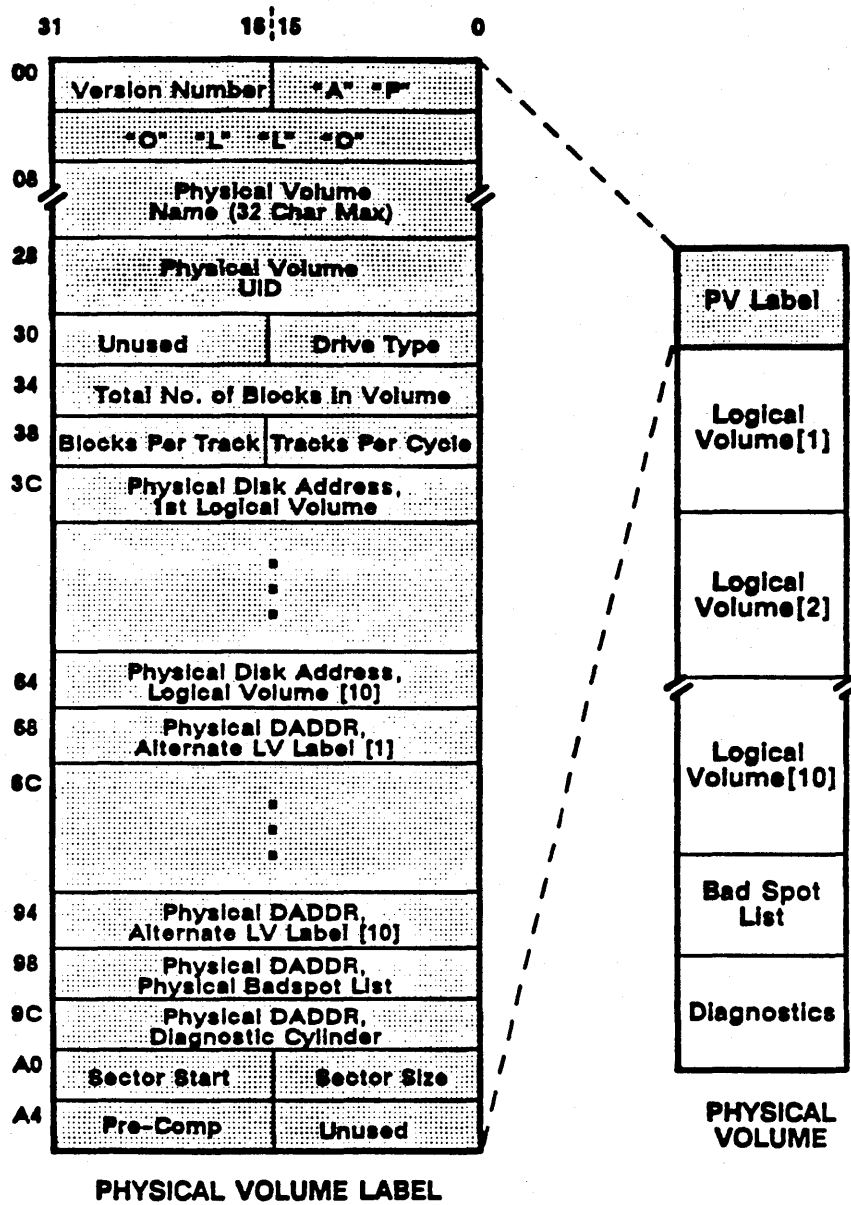 31 16 15 0
00 Version Number "A" "P"
"O" "L" "L" "O"
08 Physical Volume
Name (32 Char Max)
28 Physical Volume
UID
30 Unused Drive Type
34 Total No. of Blocks in Volume
38 Blocks Per Track Tracks Per Cycle
3C Physical Disk Address,
1st Logical Volume
64 Physical Disk Address,
Logical Volume [10]
68 Physical DADDR,
Alternate LV Label [1]
6C
94 Physical DADDR,
Alternate LV Label [10]
98 Physical DADDR,
Physical Badspot List
9C Physical DADDR,
Diagnostic Cylinder
A0 Sector Start Sector Size
A4 Pre-Comp Unused
PHYSICAL VOLUME LABEL
PV Label
Logical
Volume[1]
Logical
Volume[2]
Logical
Volume[10]
Bad Spot
List
Diagnostics
PHYSICAL
VOLUME